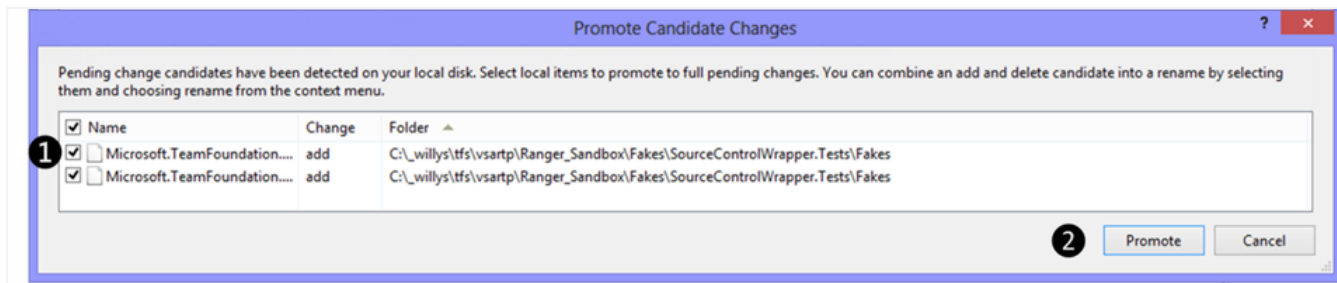 Promote Candidate Changes
? ×
Pending change candidates have been detected on your local disk. Select local items to promote to full pending changes. You can combine an add and delete candidate into a rename by selecting
them and choosing rename from the context menu.
Name Change Folder
1 Microsoft.TeamFoundation.... add C:\_willys\tfs\vsartp\Ranger_Sandbox\Fakes\SourceControlWrapper.Tests\Fakes
Microsoft.TeamFoundation.... add C:\_willys\tfs\vsartp\Ranger_Sandbox\Fakes\SourceControlWrapper.Tests\Fakes
2 Promote Cancel